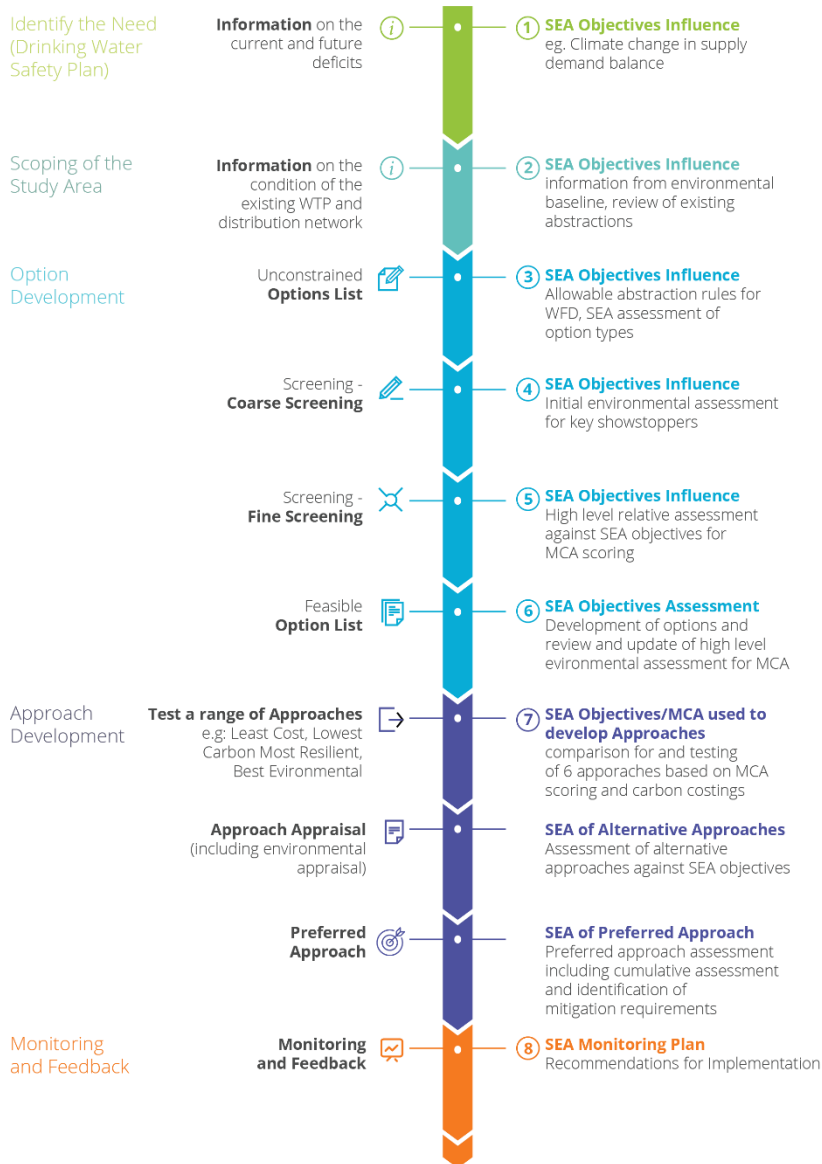 Identify the Need
(Drinking Water
Safety Plan)
Information on the
current and future
deficits
i
1 SEA Objectives Influence
eg. Climate change in supply
demand balance
Scoping of the
Study Area
Information on the
condition of the
existing WTP and
distribution network
i
2 SEA Objectives Influence
information from environmental
baseline, review of existing
abstractions
Option
Development
Unconstrained
Options List
3 SEA Objectives Influence
Allowable abstraction rules for
WFD, SEA assessment of
option types
Screening -
Coarse Screening
4 SEA Objectives Influence
Initial environmental assessment
for key showstoppers
Screening -
Fine Screening
5 SEA Objectives Influence
High level relative assessment
against SEA objectives for
MCA scoring
Feasible
Option List
6 SEA Objectives Assessment
Development of options and
review and update of high level
evironmental assessment for MCA
Approach
Development
Test a range of Approaches
e.g: Least Cost, Lowest
Carbon Most Resilient,
Best Evironmental
7 SEA Objectives/MCA used to
develop Approaches
comparison for and testing
of 6 apporaches based on MCA
scoring and carbon costings
Approach Appraisal
(including environmental
appraisal)
SEA of Alternative Approaches
Assessment of alternative
approaches against SEA objectives
Preferred
Approach
SEA of Preferred Approach
Preferred approach assessment
including cumulative assessment
and identification of
mitigation requirements
Monitoring
and Feedback
Monitoring
and Feedback
8 SEA Monitoring Plan
Recommendations for Implementation